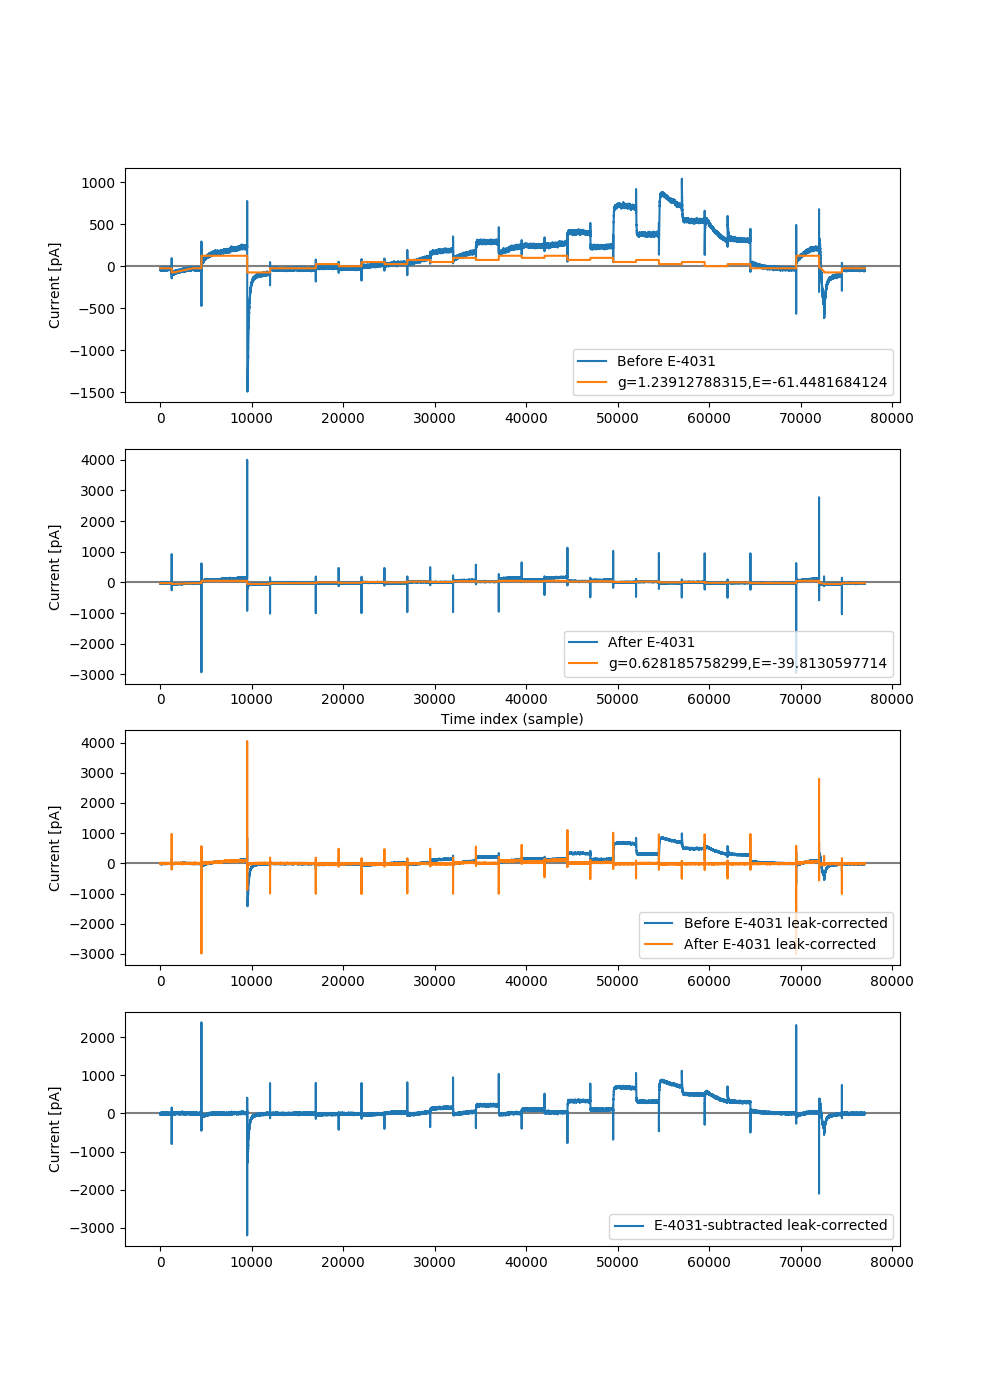 1000
500
0
−500
−1000
−1500
Current [pA]
Before E-4031
g=1.23912788315,E=-61.4481684124
0 10000 20000 30000 40000 50000 60000 70000 80000
4000
3000
2000
1000
0
−1000
−2000
−3000
Current [pA]
After E-4031
g=0.628185758299,E=-39.8130597714
0 10000 20000 30000 40000 50000 60000 70000 80000
Time index (sample)
4000
3000
2000
1000
0
−1000
−2000
−3000
Current [pA]
Before E-4031 leak-corrected
After E-4031 leak-corrected
0 10000 20000 30000 40000 50000 60000 70000 80000
2000
1000
0
−1000
−2000
−3000
Current [pA]
E-4031-subtracted leak-corrected
0 10000 20000 30000 40000 50000 60000 70000 80000